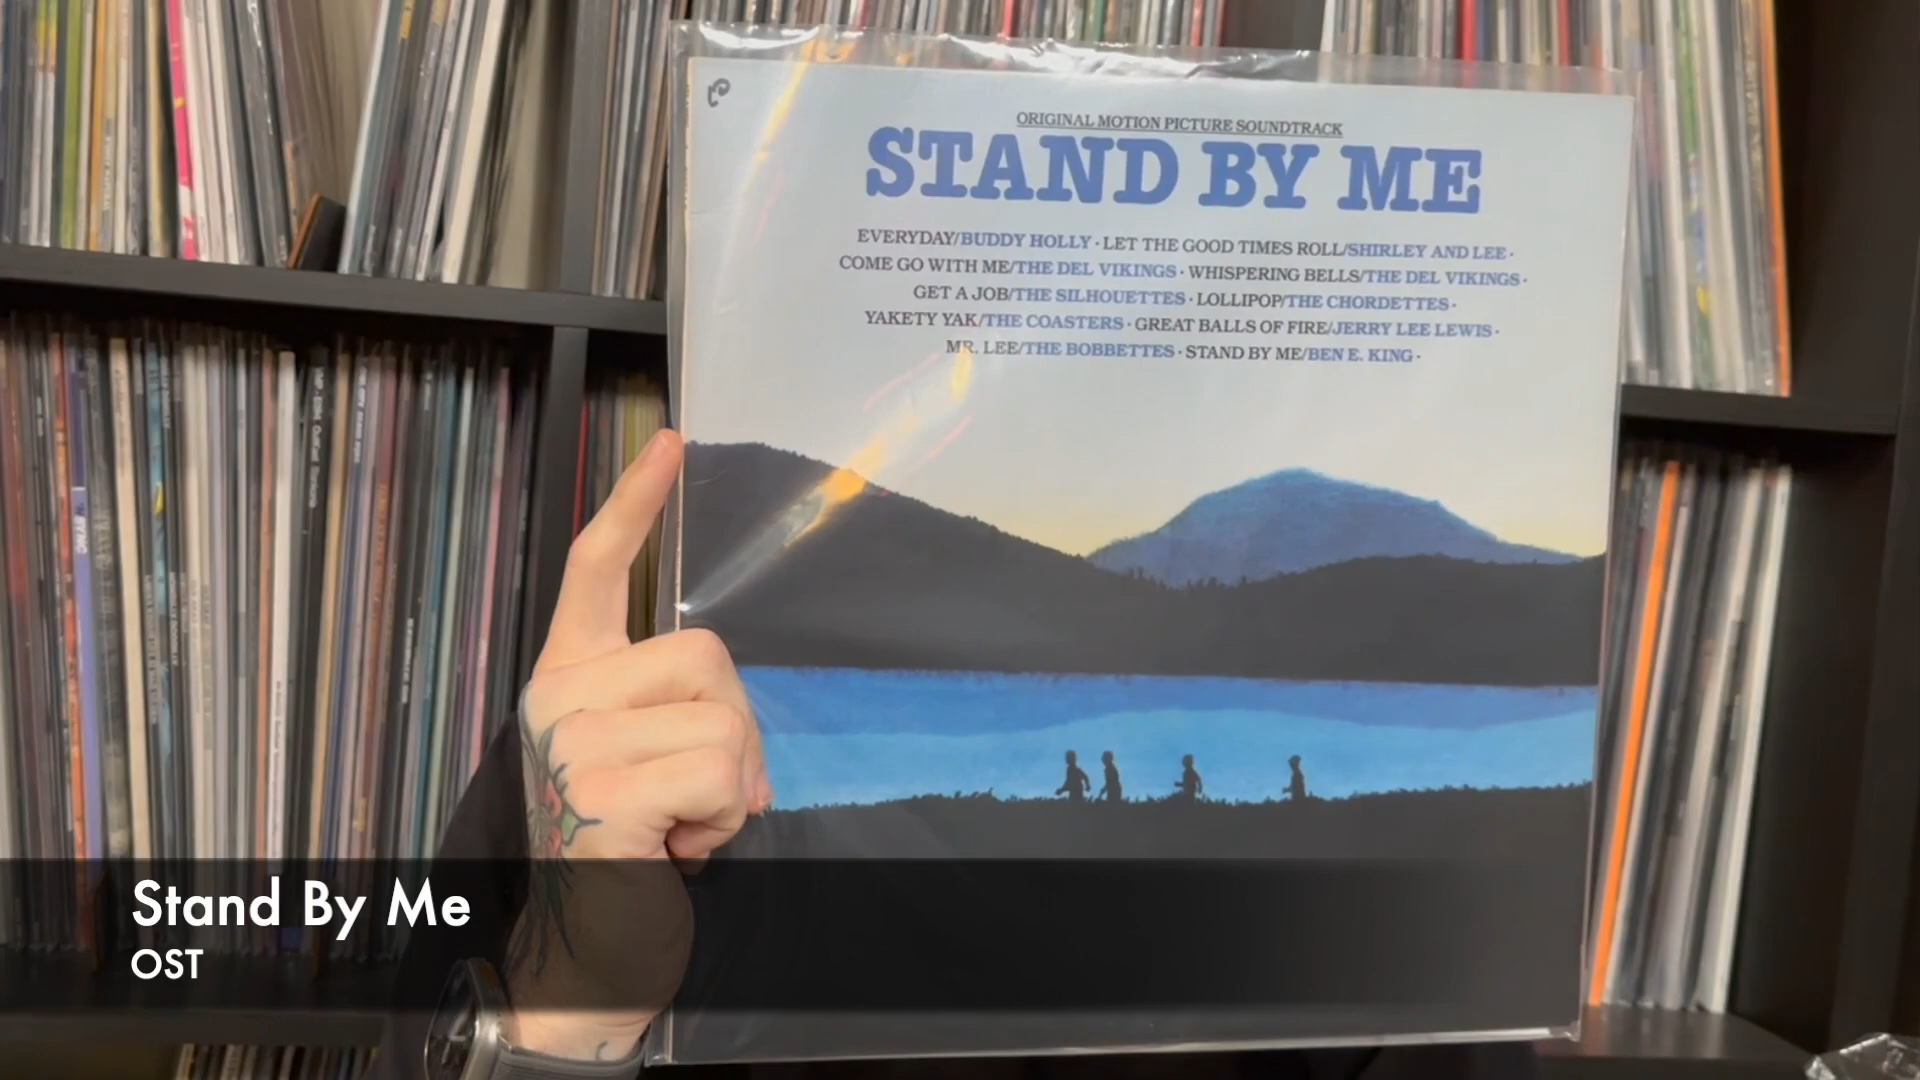 ORIGINAL MOTION PICTURE SOUNDTRACK
STAND BY ME
EVERYDAY/BUDDY HOLLY · LET THE GOOD TIMES ROLL/SHIRLEY AND LEE ·
COME GO WITH ME/THE DEL VIKINGS · WHISPERING BELLS/THE DEL VIKINGS ·
GET A JOB/THE SILHOUETTES · LOLLIPOP/THE CHORDETTES ·
YAKETY YAK/THE COASTERS · GREAT BALLS OF FIRE/JERRY LEE LEWIS ·
MR. LEE/THE BOBBETTES · STAND BY ME/BEN E. KING ·
Stand By Me
OST